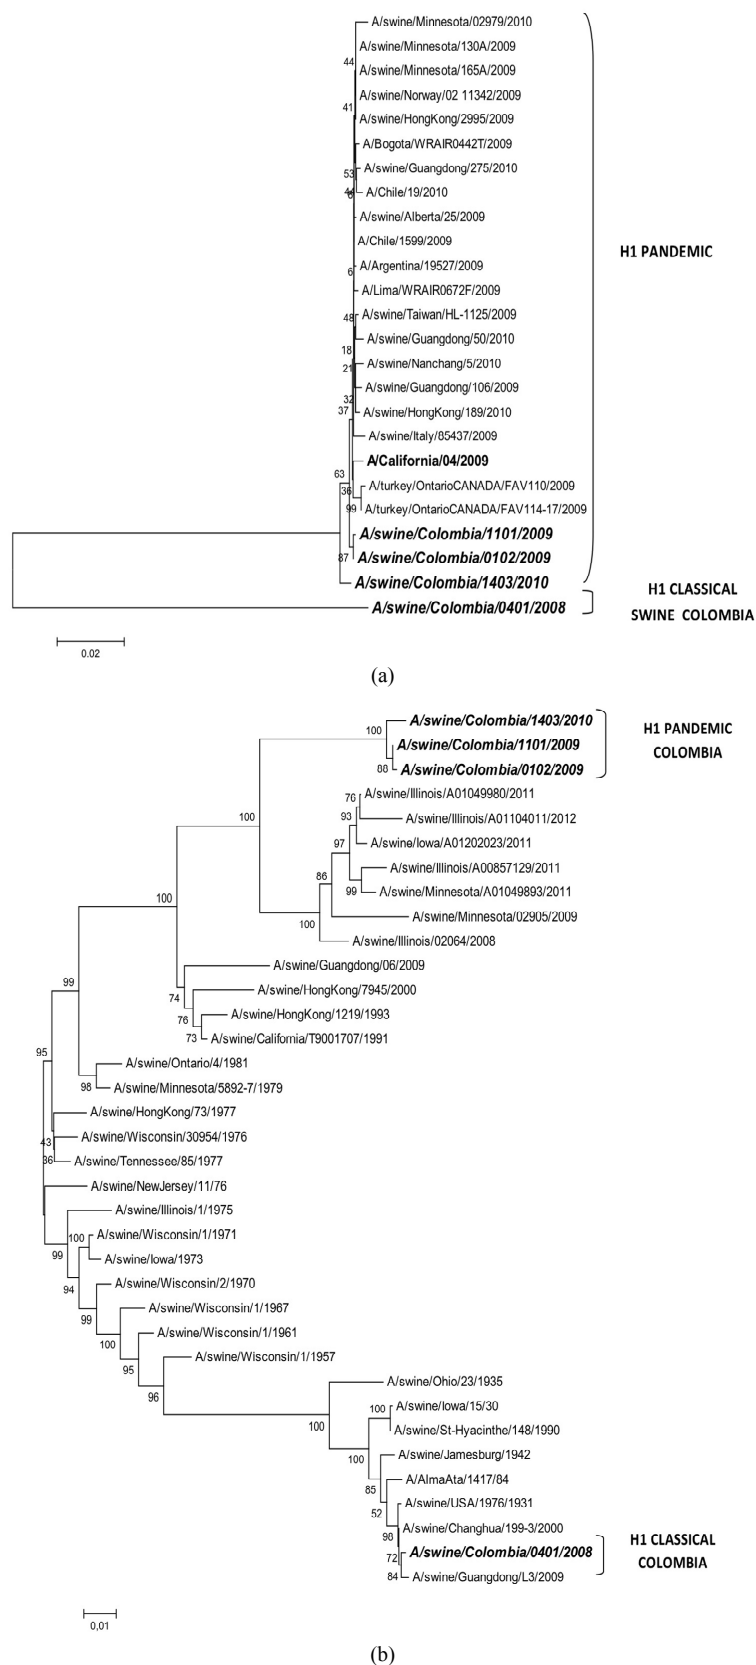 A/swine/Minnesota/02979/2010
A/swine/Minnesota/130A/2009
44
A/swine/Minnesota/165A/2009
A/swine/Norway/02 11342/2009
41
A/swine/HongKong/2995/2009
A/Bogota/WRAIR0442T/2009
A/swine/Guangdong/275/2010
53
A/Chile/19/2010
A/swine/Alberta/25/2009
A/Chile/1599/2009
H1 PANDEMIC
A/Argentina/19527/2009
6
A/Lima/WRAIR0672F/2009
A/swine/Taiwan/HL-1125/2009
48
A/swine/Guangdong/50/2010
18
A/swine/Nanchang/5/2010
21
A/swine/Guangdong/106/2009
32
A/swine/HongKong/189/2010
37
A/swine/Italy/85437/2009
A/California/04/2009
63
A/turkey/OntarioCANADA/FAV110/2009
36
A/turkey/OntarioCANADA/FAV114-17/2009
99
A/swine/Colombia/1101/2009
A/swine/Colombia/0102/2009
87
A/swine/Colombia/1403/2010
H1 CLASSICAL
A/swine/Colombia/0401/2008
SWINE COLOMBIA
0.02
(a)
A/swine/Colombia/1403/2010
100
H1 PANDEMIC
A/swine/Colombia/1101/2009
COLOMBIA
88
A/swine/Colombia/0102/2009
A/swine/Illinois/A01049980/2011
76
A/swine/Illinois/A01104011/2012
93
100
A/swine/Iowa/A01202023/2011
97
A/swine/Illinois/A00857129/2011
86
99
A/swine/Minnesota/A01049893/2011
100
A/swine/Minnesota/02905/2009
100
A/swine/Illinois/02064/2008
A/swine/Guangdong/06/2009
99
A/swine/HongKong/7945/2000
74
A/swine/HongKong/1219/1993
76
A/swine/California/T9001707/1991
73
95
A/swine/Ontario/4/1981
98
A/swine/Minnesota/5892-7/1979
A/swine/HongKong/73/1977
A/swine/Wisconsin/30954/1976
43
A/swine/Tennessee/85/1977
36
A/swine/NewJersey/11/76
A/swine/Illinois/1/1975
A/swine/Wisconsin/1/1971
100
99
A/swine/Iowa/1973
A/swine/Wisconsin/2/1970
94
A/swine/Wisconsin/1/1967
99
A/swine/Wisconsin/1/1961
100
A/swine/Wisconsin/1/1957
95
A/swine/Ohio/23/1935
96
A/swine/Iowa/15/30
100
100
A/swine/St-Hyacinthe/148/1990
A/swine/Jamesburg/1942
100
A/AlmaAta/1417/84
85
A/swine/USA/1976/1931
52
A/swine/Changhua/199-3/2000
98
H1 CLASSICAL
A/swine/Colombia/0401/2008
72
COLOMBIA
84
A/swine/Guangdong/L3/2009
0,01
(b)